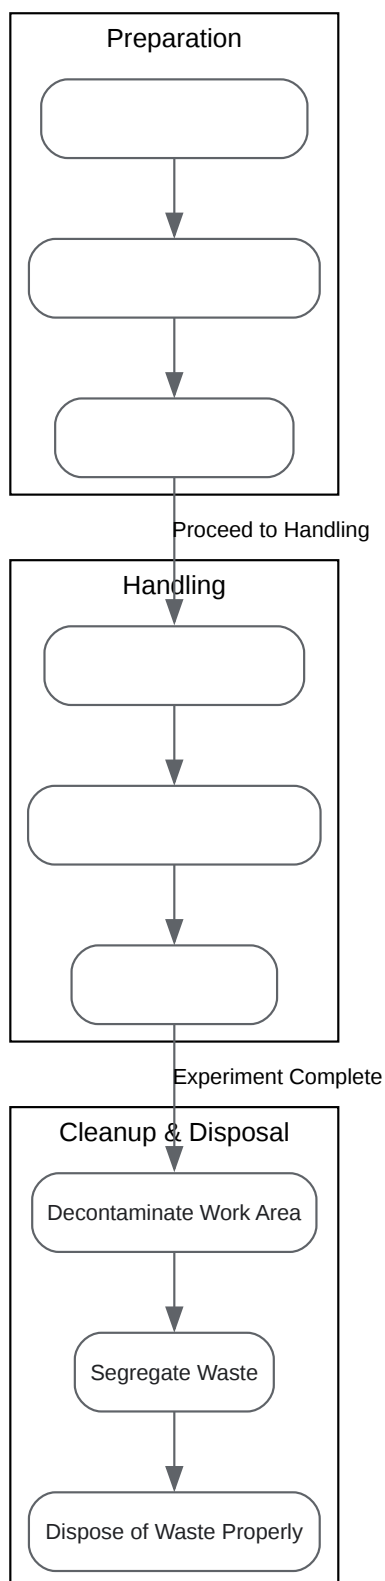 Preparation
Proceed to Handling
Handling
Experiment Complete
Cleanup & Disposal
Decontaminate Work Area
Segregate Waste
Dispose of Waste Properly